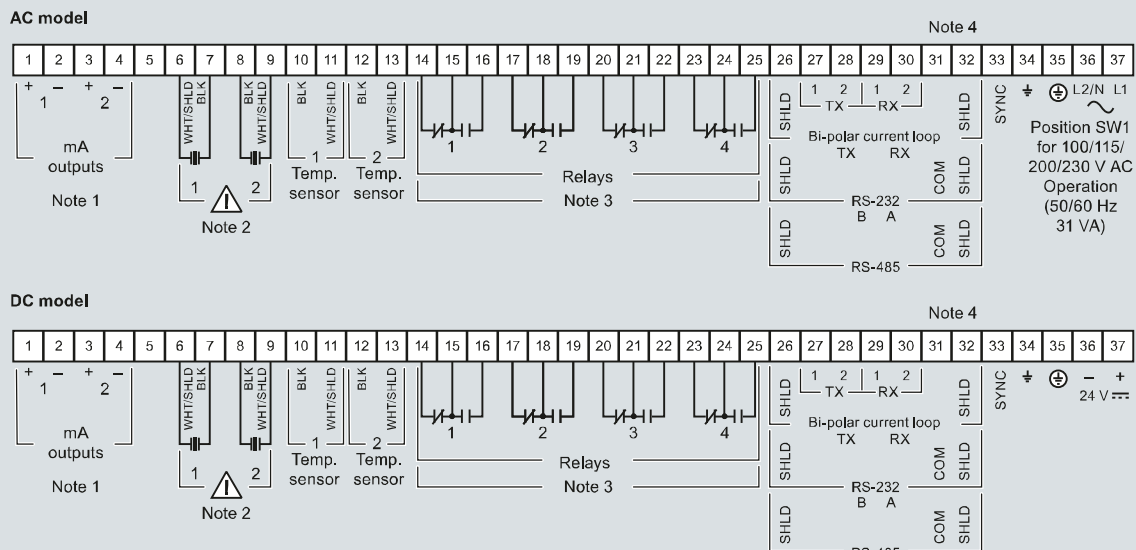 AC model
Note 4
1 2 3 4 5 6 7 8 9 10 11 12 13 14 15 16 17 18 19 20 21 22 23 24 25 26 27 28 29 30 31 32 33 34 35 36 37
+ 1 − + 2 −
mA
outputs
Note 1
WHT/SHLD
BLK
BLK
WHT/SHLD
1 2
Note 2
BLK
WHT/SHLD
1
Temp.
sensor
BLK
WHT/SHLD
2
Temp.
sensor
1 2 3 4
Relays
Note 3
SHLD
1 2 1 2
TX RX
SHLD
Bi-polar current loop
SHLD
TX RX
COM
SHLD
RS-232
SHLD
B A
COM
SHLD
RS-485
SYNC
L2/N L1
Position SW1
for 100/115/
200/230 V AC
Operation
(50/60 Hz
31 VA)
DC model
Note 4
1 2 3 4 5 6 7 8 9 10 11 12 13 14 15 16 17 18 19 20 21 22 23 24 25 26 27 28 29 30 31 32 33 34 35 36 37
+ 1 − + 2 −
mA
outputs
Note 1
WHT/SHLD
BLK
BLK
WHT/SHLD
1 2
Note 2
BLK
WHT/SHLD
1
Temp.
sensor
BLK
WHT/SHLD
2
Temp.
sensor
1 2 3 4
Relays
Note 3
SHLD
1 2 1 2
TX RX
SHLD
Bi-polar current loop
SHLD
TX RX
COM
SHLD
RS-232
SHLD
B A
COM
SHLD
SYNC
− +
24 V